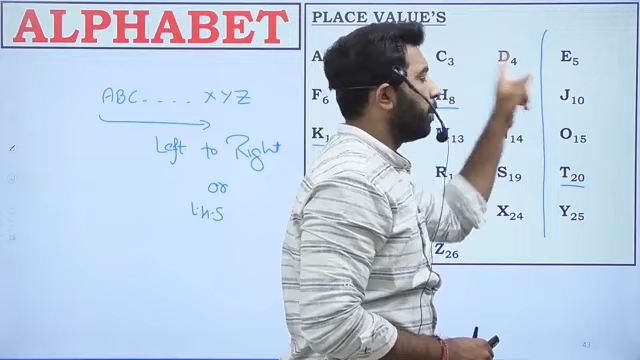 ALPHABET
PLACE VALUE'S
A C3 D4 E5
F6 H8 J10
K 13 14 O15
R S19 T20
X24 Y25
Z26
ABC.... XYZ
Left to Right
or
L.H.S
43